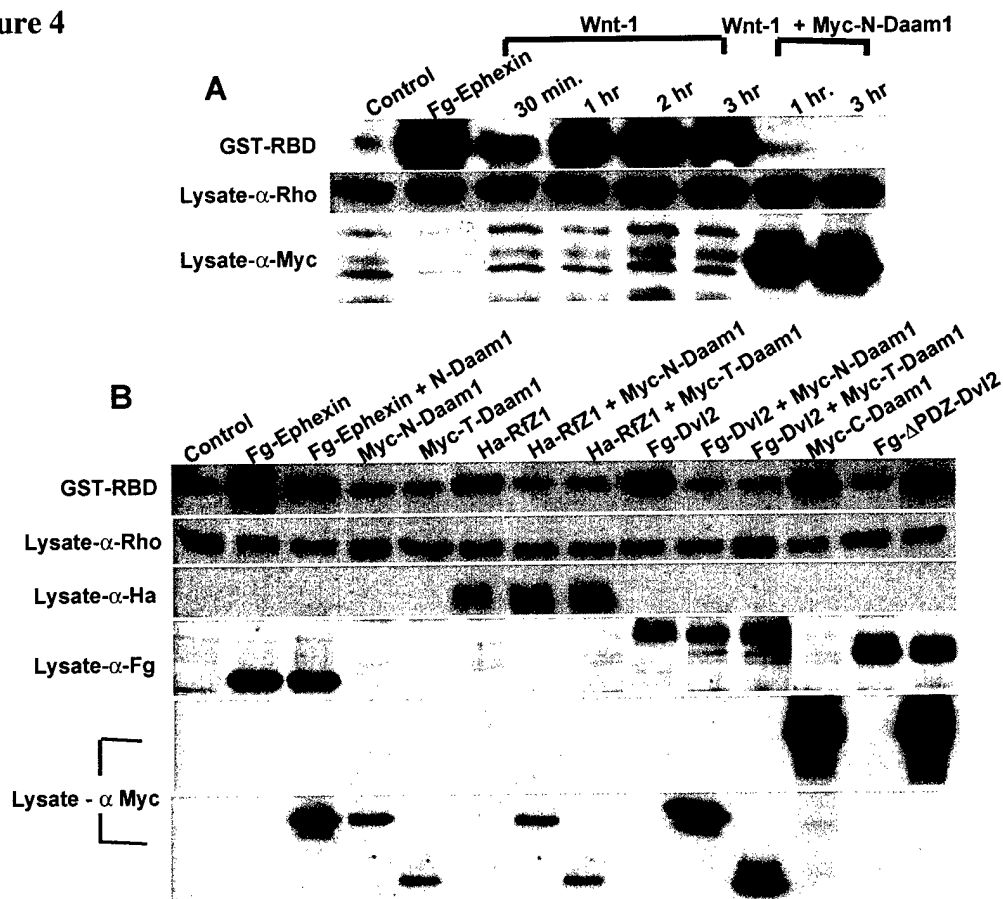 ure 4
Wnt-1
Wnt-1 + Myc-N-Daam1
A
Control
Fg-Ephexin
30 min.
1 hr
2 hr
3 hr
1 hr.
3 hr
GST-RBD
Lysate-α-Rho
Lysate-α-Myc
B
Control
Fg-Ephexin
Fg-Ephexin + N-Daam1
Myc-N-Daam1
Myc-T-Daam1
Ha-RfZ1
Ha-RfZ1 + Myc-N-Daam1
Ha-RfZ1 + Myc-T-Daam1
Fg-Dvl2
Fg-Dvl2 + Myc-N-Daam1
Fg-Dvl2 + Myc-T-Daam1
Myc-C-Daam1
Fg-ΔPDZ-Dvl2
GST-RBD
Lysate-α-Rho
Lysate-α-Ha
Lysate-α-Fg
Lysate - α Myc